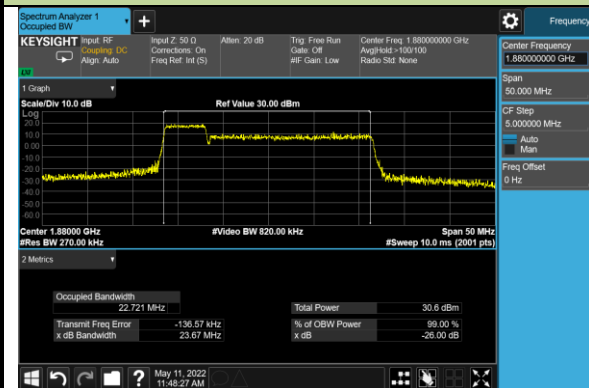 Spectrum Analyzer 1
Occupied BW
Frequency
KEYSIGHT Input: RF
Coupling: DC
Align: Auto
Input Z: 50 Ω
Corrections: On
Freq Ref: Int (S)
Atten: 20 dB
Trig: Free Run
Gate: Off
#IF Gain: Low
Center Freq: 1.880000000 GHz
Avg|Hold:>100/100
Radio Std: None
Center Frequency
1.880000000 GHz
Span
50.000 MHz
CF Step
5.000000 MHz
Auto
Man
Freq Offset
0 Hz
1 Graph
Scale/Div 10.0 dB
Ref Value 30.00 dBm
Log
20.0
10.0
0.00
-10.0
-20.0
-30.0
-40.0
-50.0
-60.0
Center 1.88000 GHz
#Video BW 820.00 kHz
Span 50 MHz
#Res BW 270.00 kHz
#Sweep 10.0 ms (2001 pts)
2 Metrics
Occupied Bandwidth
22.721 MHz
Total Power 30.6 dBm
Transmit Freq Error -136.57 kHz
% of OBW Power 99.00 %
x dB Bandwidth 23.67 MHz
x dB -26.00 dB
?
May 11, 2022
11:48:27 AM